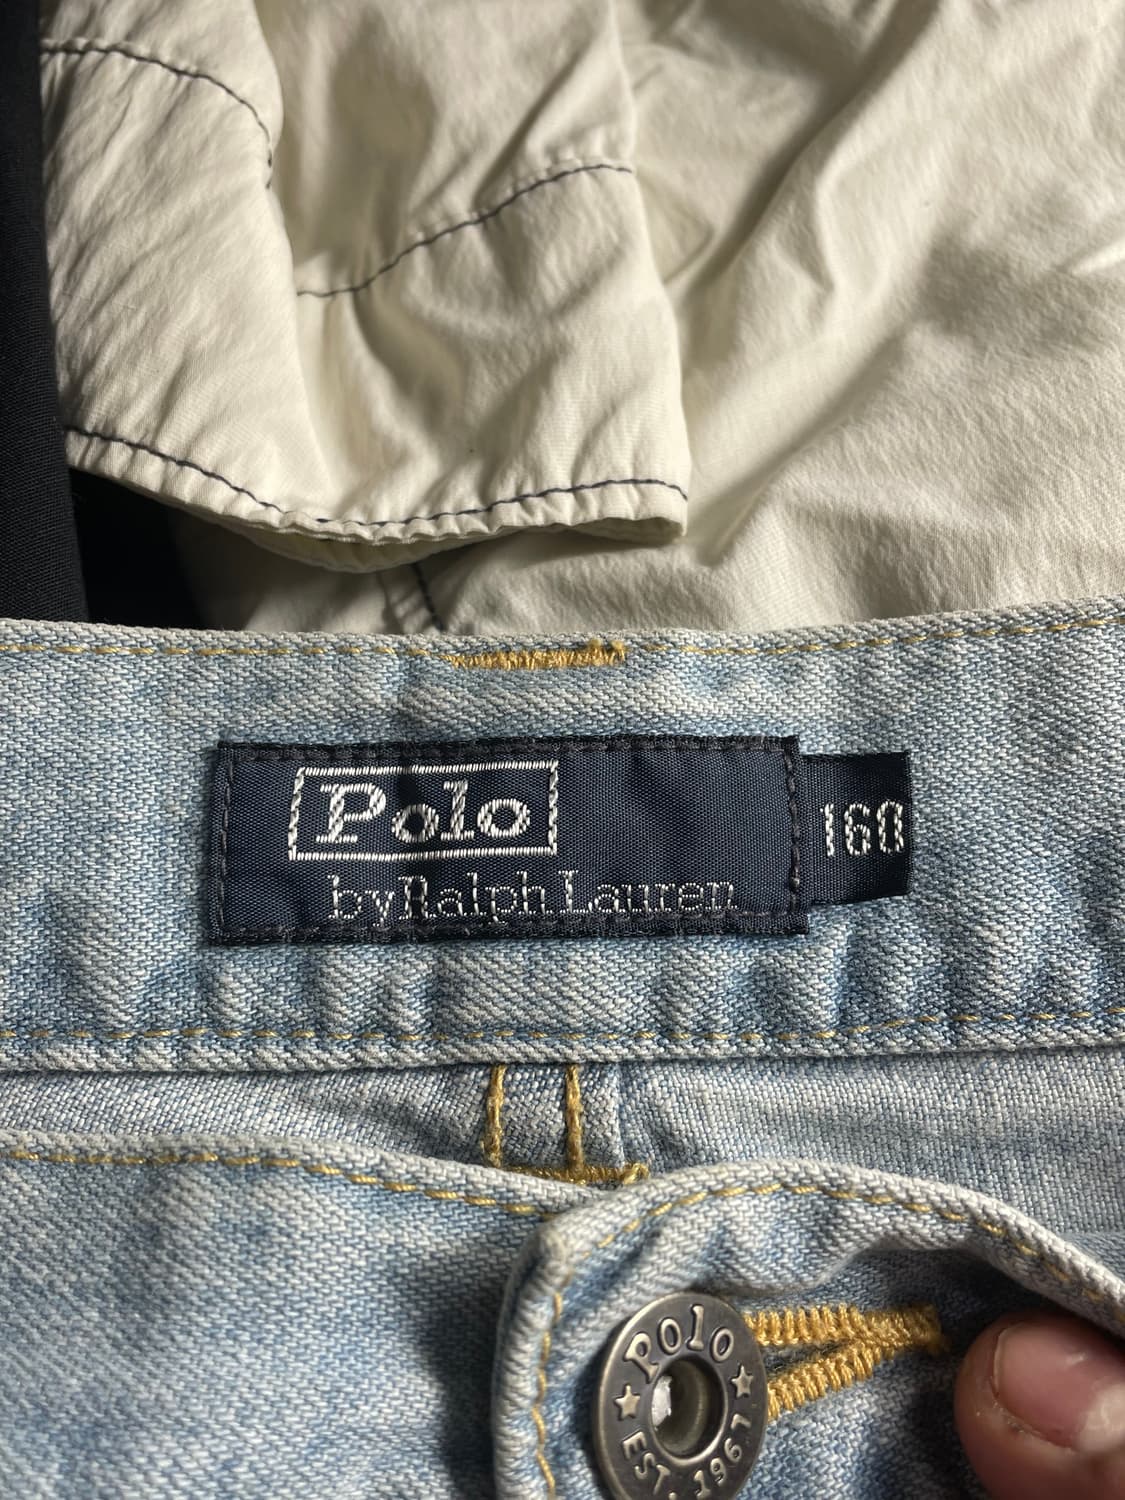 Polo
by Ralph Lauren
160
POLO
EST. 1967